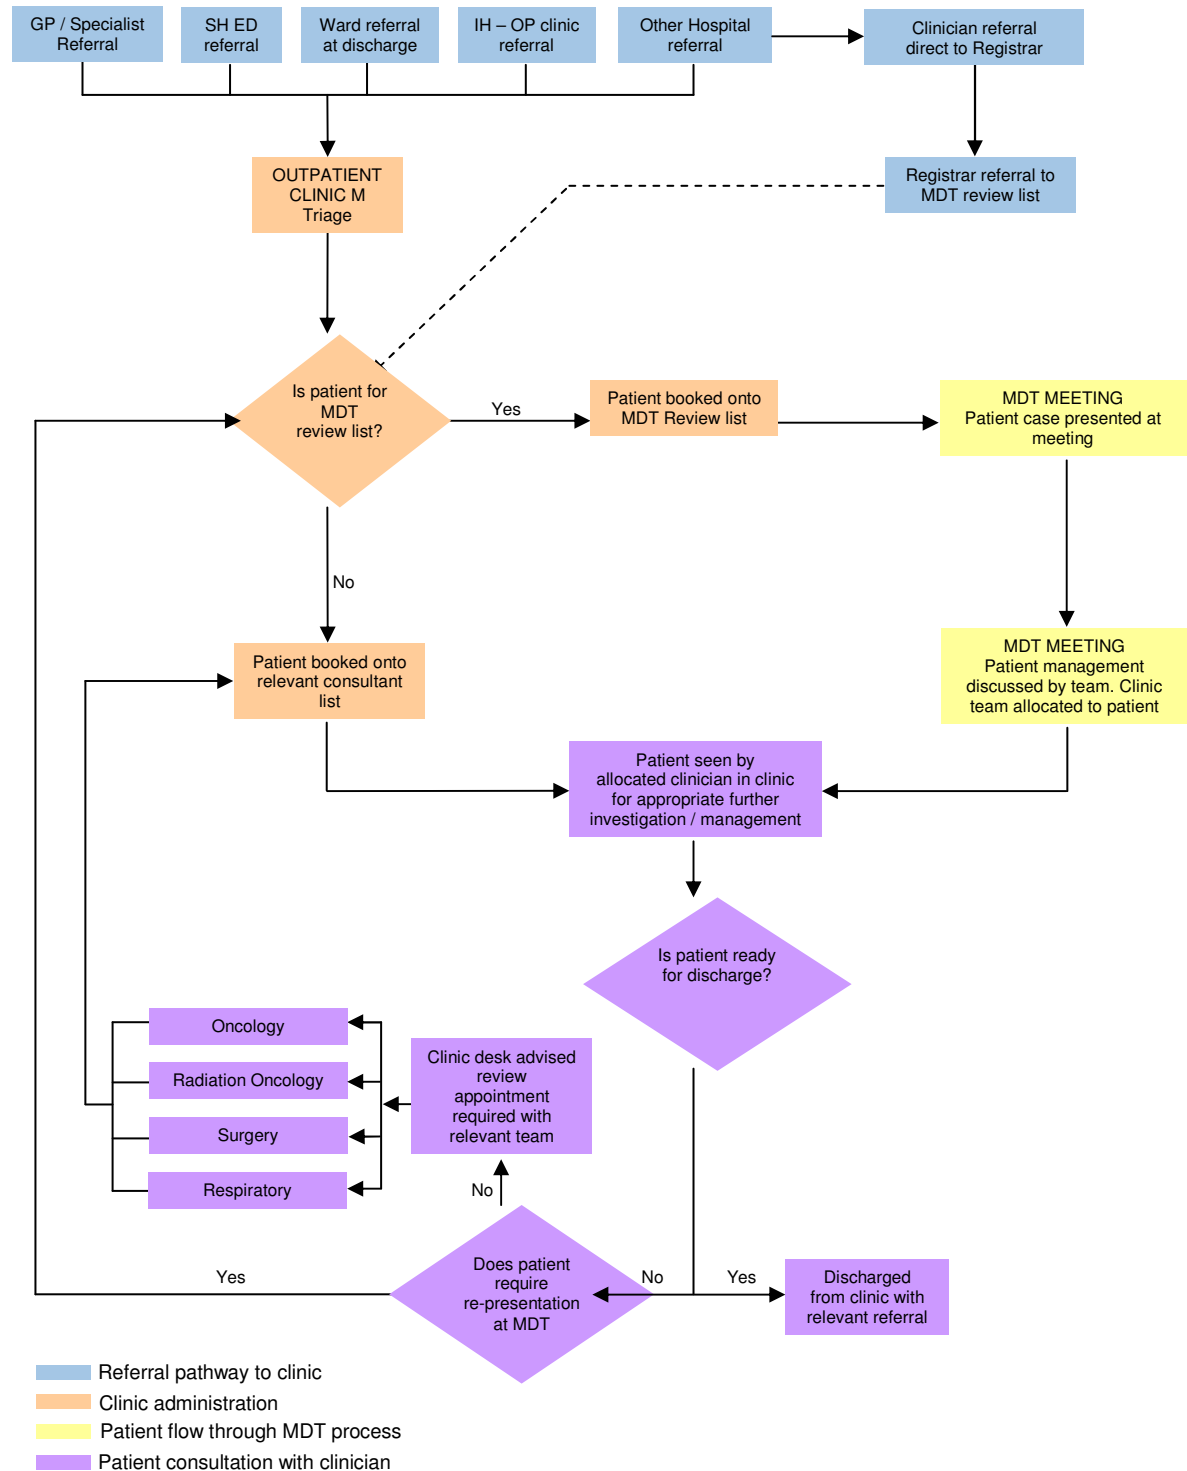 GP / Specialist
Referral
SH ED
referral
Ward referral
at discharge
IH – OP clinic
referral
Other Hospital
referral
Clinician referral
direct to Registrar
OUTPATIENT
CLINIC M
Triage
Registrar referral to
MDT review list
Is patient for
MDT
review list?
Yes
Patient booked onto
MDT Review list
MDT MEETING
Patient case presented at
meeting
No
Patient booked onto
relevant consultant
list
MDT MEETING
Patient management
discussed by team. Clinic
team allocated to patient
Patient seen by
allocated clinician in clinic
for appropriate further
investigation / management
Is patient ready
for discharge?
Oncology
Radiation Oncology
Surgery
Respiratory
Clinic desk advised
review
appointment
required with
relevant team
No
Yes
Does patient
require
re-presentation
at MDT
No
Yes
Discharged
from clinic with
relevant referral
Referral pathway to clinic
Clinic administration
Patient flow through MDT process
Patient consultation with clinician